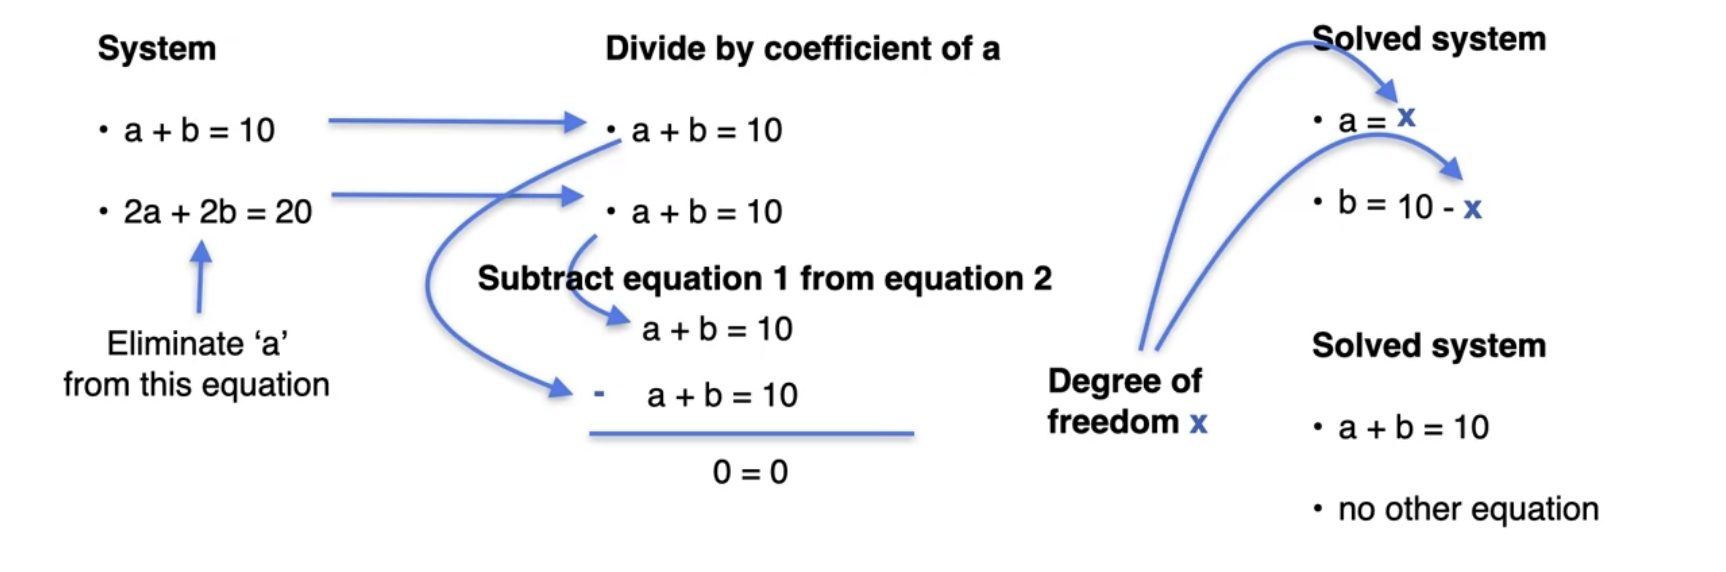 System
• a + b = 10
• 2a + 2b = 20
Eliminate ‘a’
from this equation
Divide by coefficient of a
• a + b = 10
• a + b = 10
Subtract equation 1 from equation 2
a + b = 10
- a + b = 10
0 = 0
Degree of
freedom x
Solved system
• a = x
• b = 10 - x
Solved system
• a + b = 10
• no other equation